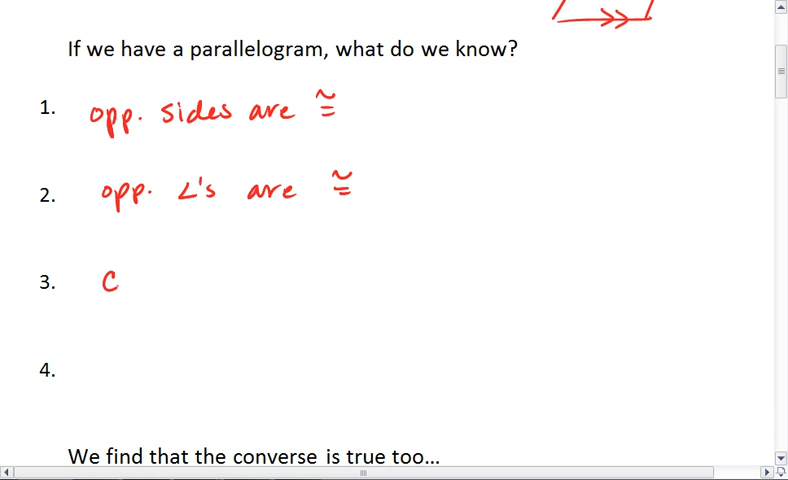 If we have a parallelogram, what do we know?
1. opp. sides are ≅
2. opp. ∠'s are ≅
3. C
4.
We find that the converse is true too...